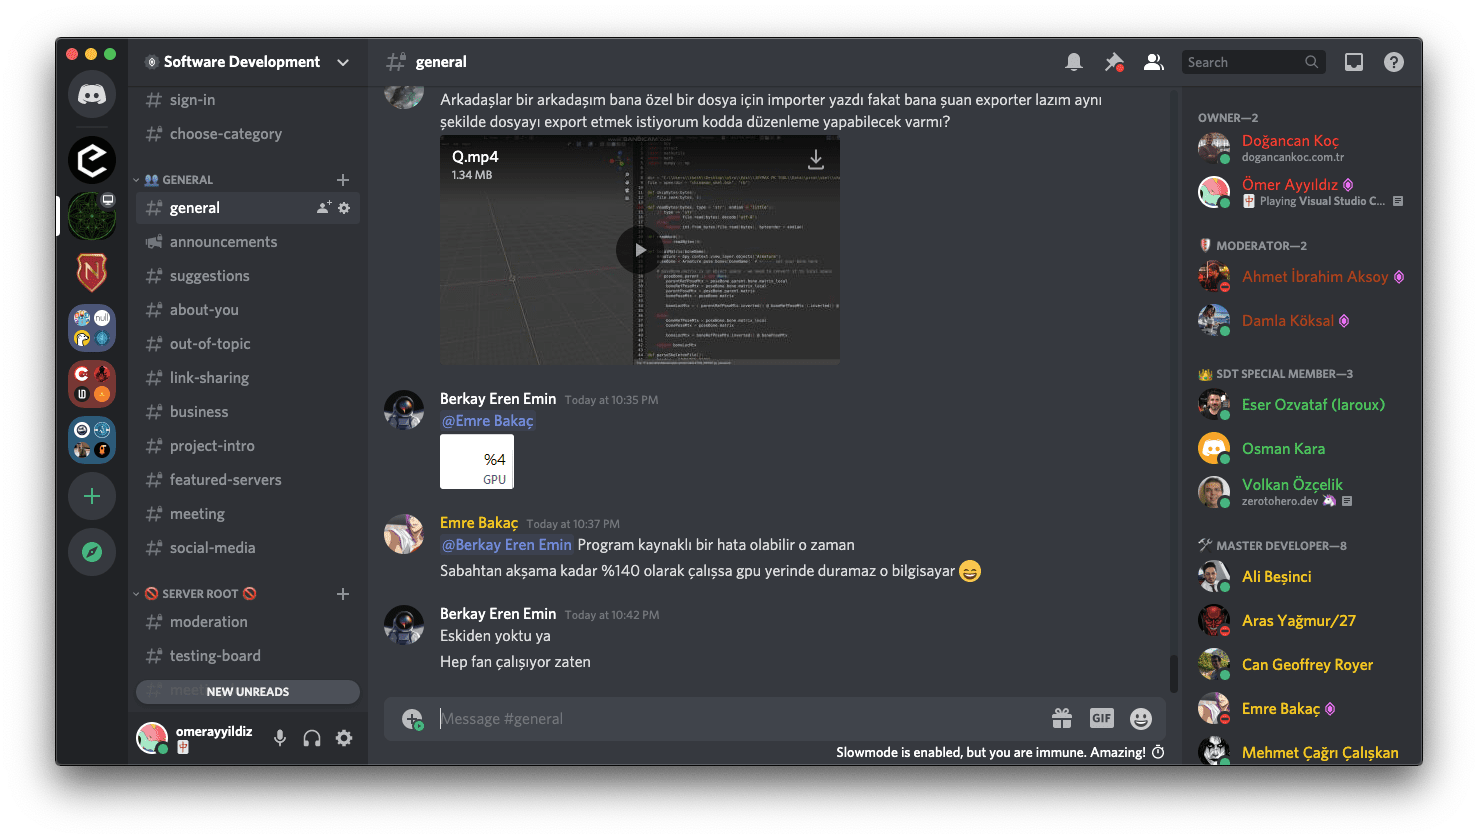 Software Development
sign-in
choose-category
GENERAL
general
announcements
suggestions
about-you
out-of-topic
link-sharing
business
project-intro
featured-servers
meeting
social-media
SERVER ROOT
moderation
testing-board
NEW UNREADS
omerayyildiz
general
Search
Arkadaşlar bir arkadaşım bana özel bir dosya için importer yazdı fakat bana şuan exporter lazım aynı
şekilde dosyayı export etmek istiyorum kodda düzenleme yapabilecek varmı?
Q.mp4
1.34 MB
Berkay Eren Emin Today at 10:35 PM
@Emre Bakaç
%4
GPU
Emre Bakaç Today at 10:37 PM
@Berkay Eren Emin Program kaynaklı bir hata olabilir o zaman
Sabahtan akşama kadar %140 olarak çalışsa gpu yerinde duramaz o bilgisayar
Berkay Eren Emin Today at 10:42 PM
Eskiden yoktu ya
Hep fan çalışıyor zaten
Message #general
GIF
Slowmode is enabled, but you are immune. Amazing!
OWNER—2
Doğancan Koç
dogancankoc.com.tr
Ömer Ayyıldız
Playing Visual Studio C...
MODERATOR—2
Ahmet İbrahim Aksoy
Damla Köksal
SDT SPECIAL MEMBER—3
Eser Ozvataf (laroux)
Osman Kara
Volkan Özçelik
zerotohero.dev
MASTER DEVELOPER—8
Ali Beşinci
Aras Yağmur/27
Can Geoffrey Royer
Emre Bakaç
Mehmet Çağrı Çalışkan